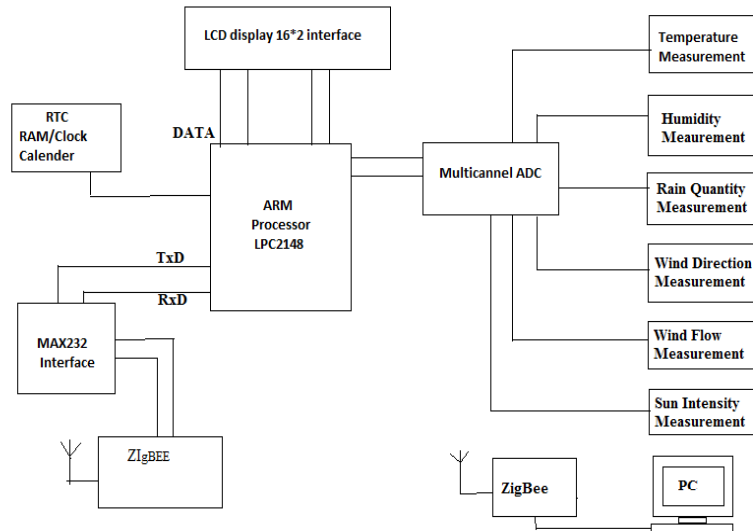 LCD display 16*2 interface
Temperature
Measurement
RTC
RAM/Clock
Calender
DATA
Humidity
Meaurement
Multicannel ADC
ARM
Processor
LPC2148
Rain Quantity
Measurement
TxD
RxD
Wind Direction
Measurement
MAX232
Interface
Wind Flow
Measurement
Sun Intensity
Measurement
ZIgBEE
ZigBee
PC